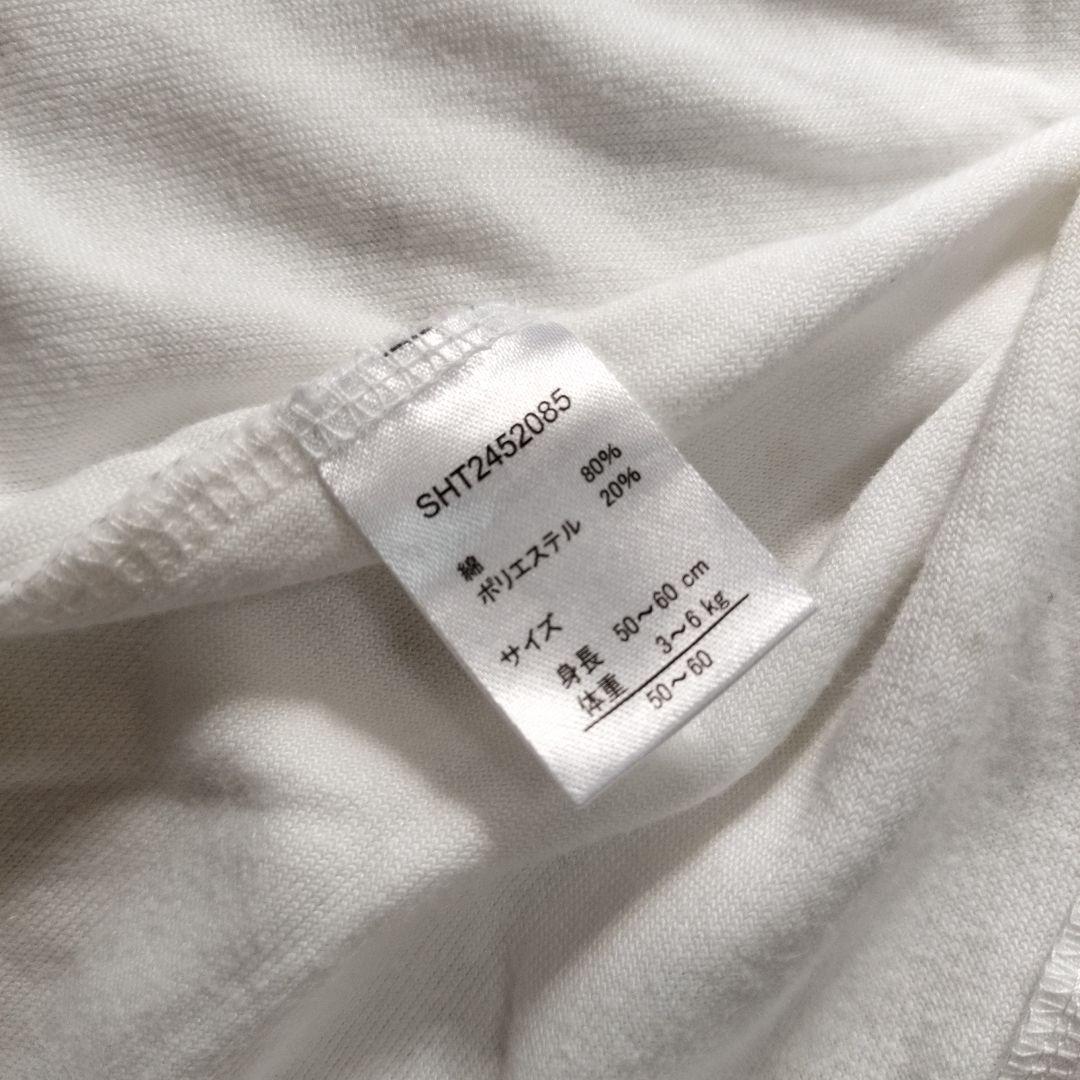 SHT2452085
綿 80%
ポリエステル 20%
サイズ
身長 50～60 cm
体重 3～6 kg
50～60